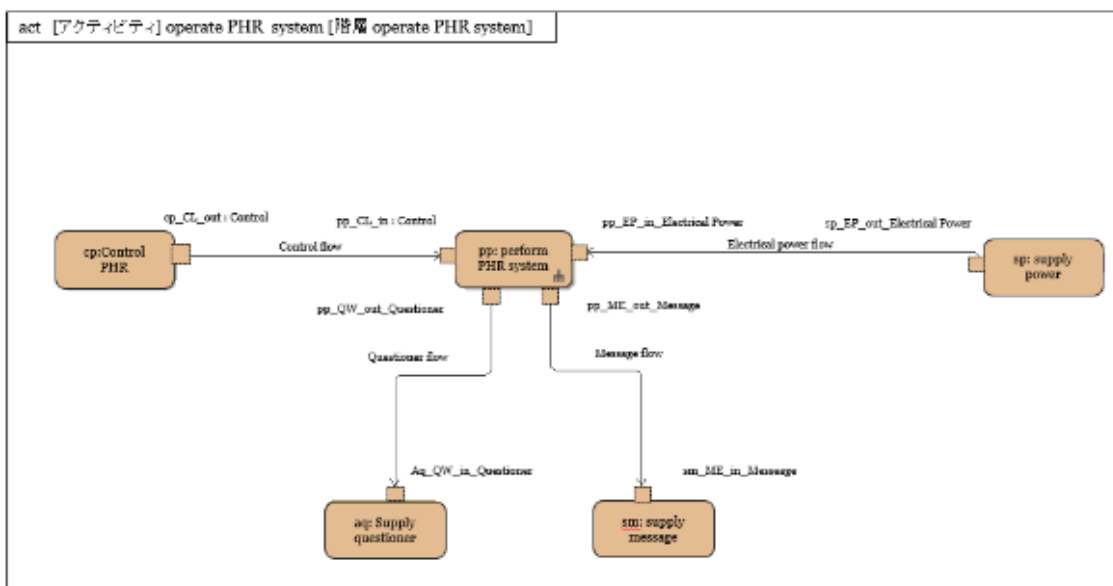 act [アクティビティ] operate PHR system [階層 operate PHR system]
cp_CL_out : Control
pp_CL_in : Control
pp_EP_in_Electrical Power
sp_EP_out_Electrical Power
cp:Control
PHR
Control flow
pp: perform
PHR system
Electrical power flow
sp: supply
power
pp_QW_out_Questioner
pp_ME_out_Message
Questioner flow
Message flow
Aq_QW_in_Questioner
sm_ME_in_Messeage
aq: Supply
questioner
sm: supply
message